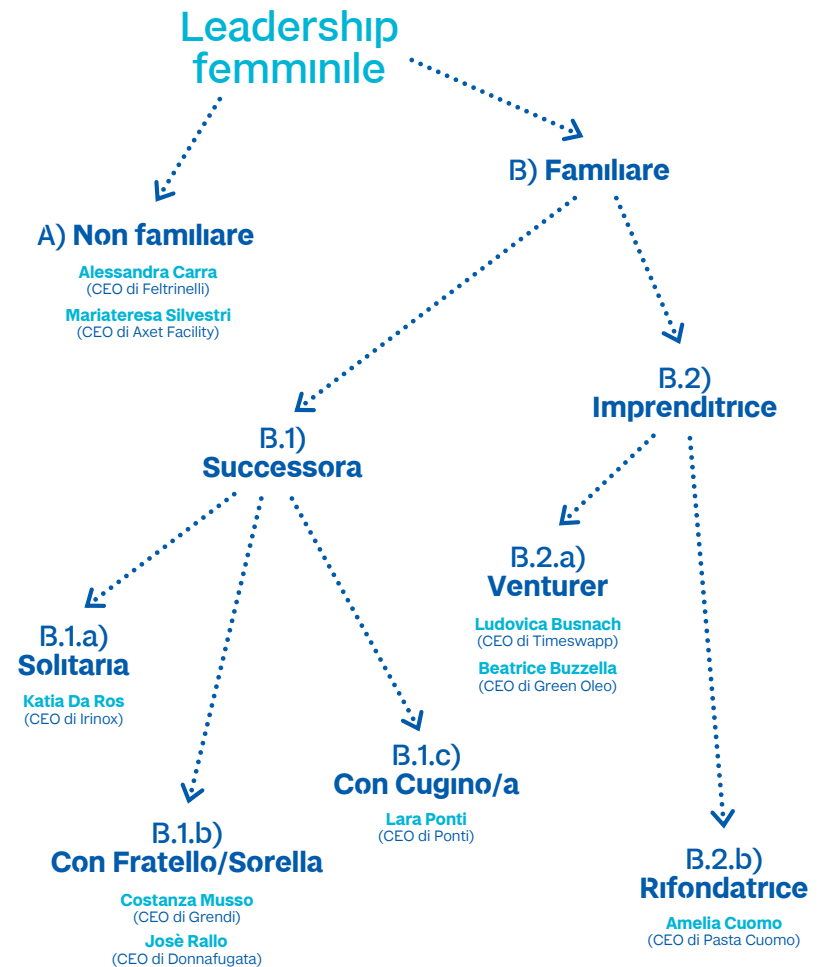 Leadership
femminile
A) Non familiare
Alessandra Carra
(CEO di Feltrinelli)
Mariateresa Silvestri
(CEO di Axet Facility)
B) Familiare
B.1)
Successora
B.1.a)
Solitaria
Katia Da Ros
(CEO di Irinox)
B.1.b)
Con Fratello/Sorella
Costanza Musso
(CEO di Grendi)
Josè Rallo
(CEO di Donnafugata)
B.1.c)
Con Cugino/a
Lara Ponti
(CEO di Ponti)
B.2)
Imprenditrice
B.2.a)
Venturer
Ludovica Busnach
(CEO di Timeswapp)
Beatrice Buzzella
(CEO di Green Oleo)
B.2.b)
Rifondatrice
Amelia Cuomo
(CEO di Pasta Cuomo)